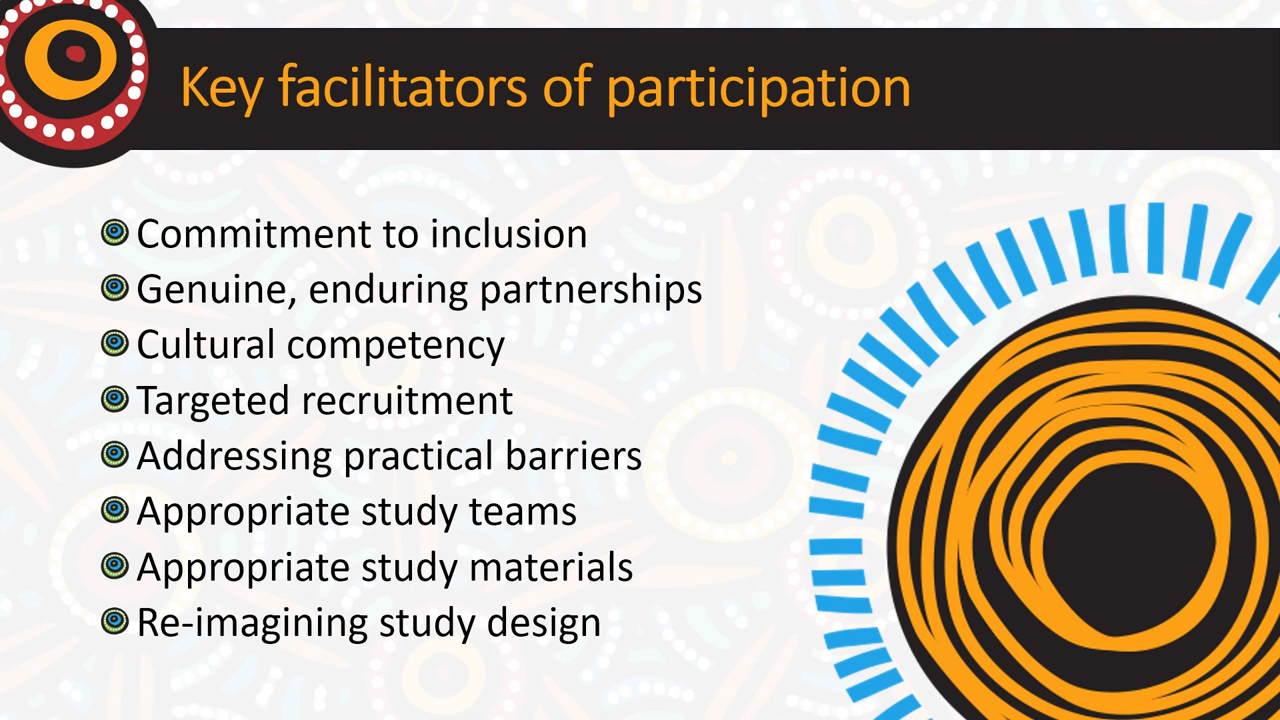 Key facilitators of participation
Commitment to inclusion
Genuine, enduring partnerships
Cultural competency
Targeted recruitment
Addressing practical barriers
Appropriate study teams
Appropriate study materials
Re-imagining study design